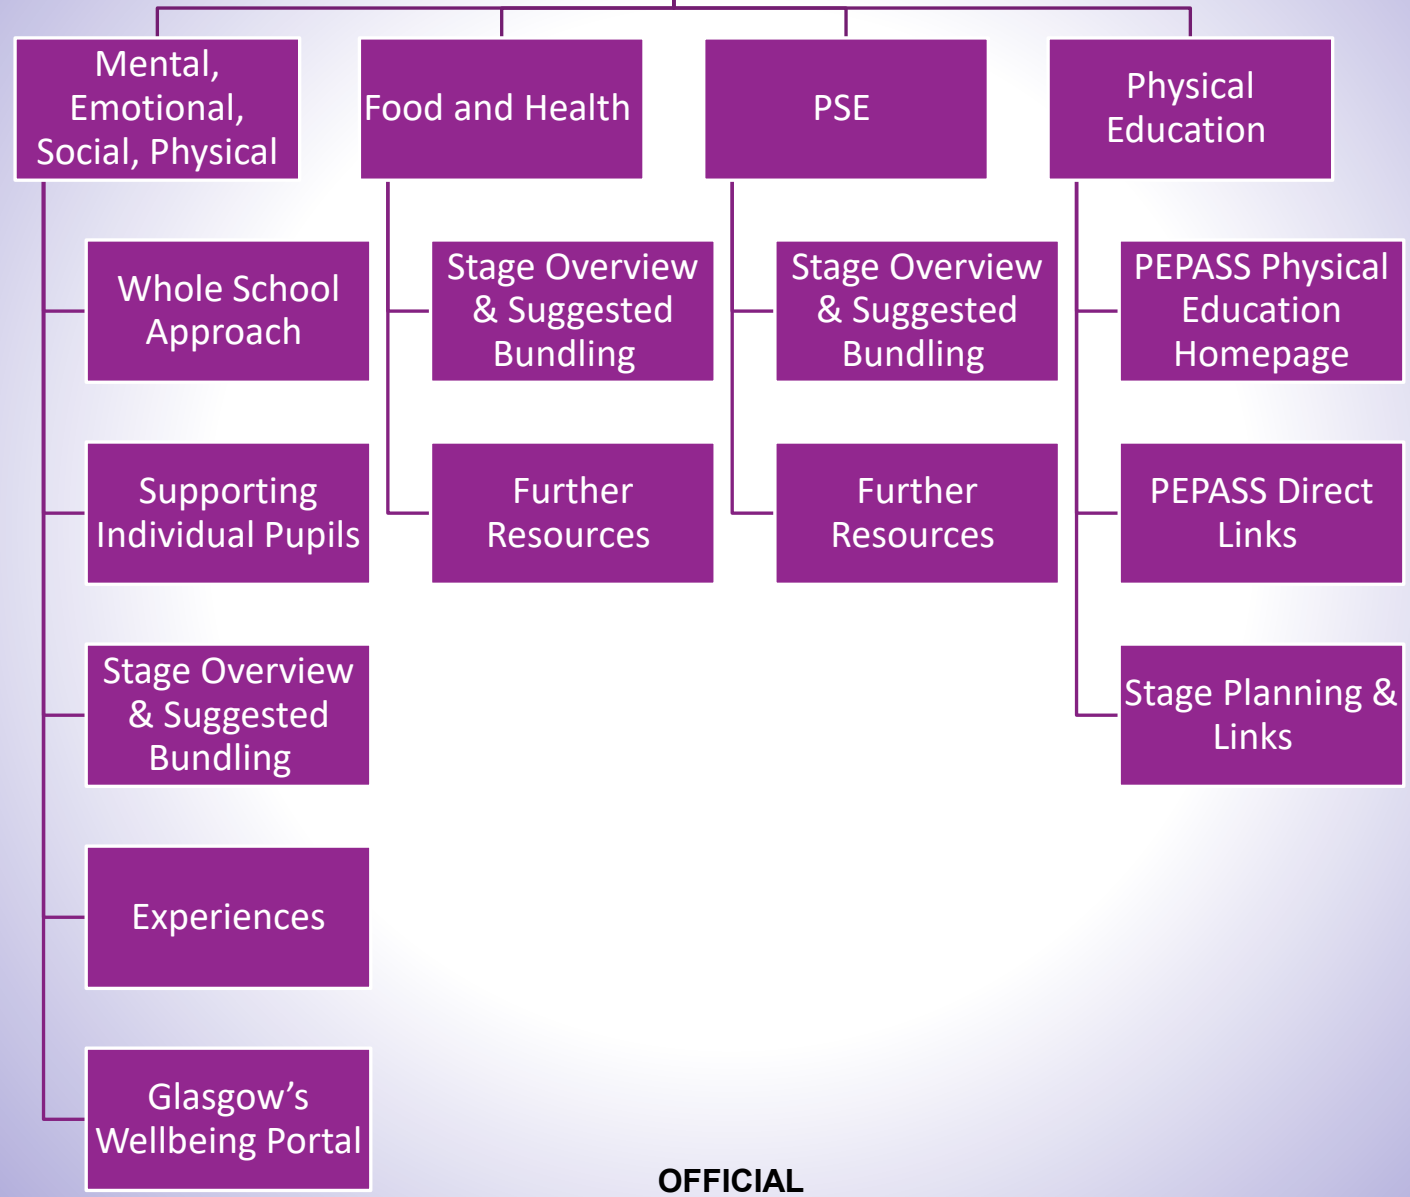 Mental,
Emotional,
Social, Physical
Food and Health
PSE
Physical
Education
Whole School
Approach
Supporting
Individual Pupils
Stage Overview
& Suggested
Bundling
Experiences
Glasgow’s
Wellbeing Portal
Stage Overview
& Suggested
Bundling
Further
Resources
Stage Overview
& Suggested
Bundling
Further
Resources
PEPASS Physical
Education
Homepage
PEPASS Direct
Links
Stage Planning &
Links
OFFICIAL